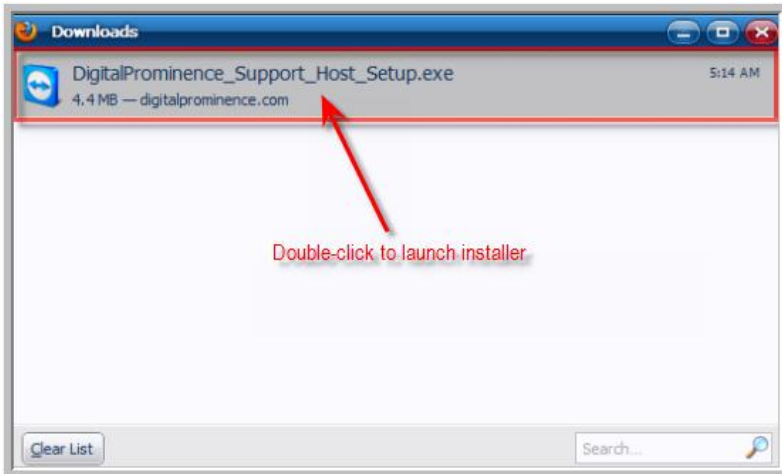 Downloads
DigitalProminence_Support_Host_Setup.exe
5:14 AM
4.4 MB — digitalprominence.com
Double-click to launch installer
Clear List
Search...